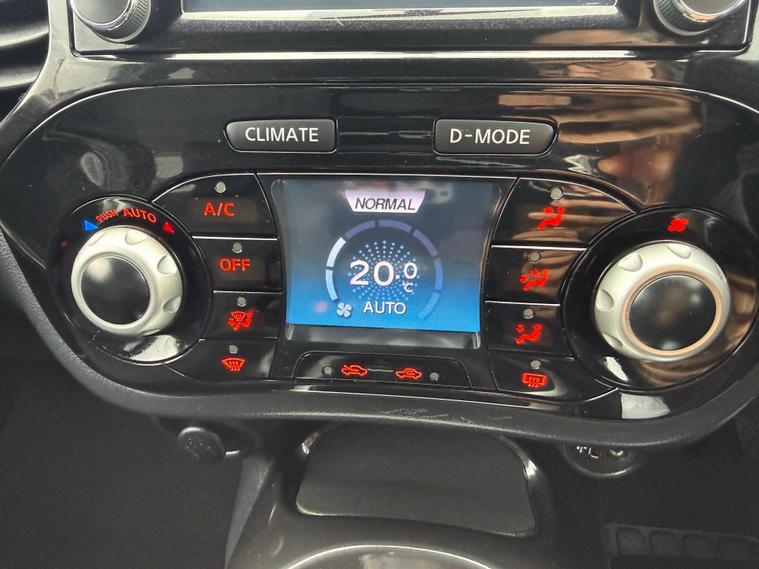 CLIMATE
D-MODE
PUSH AUTO
A/C
OFF
NORMAL
20.0
°C
AUTO